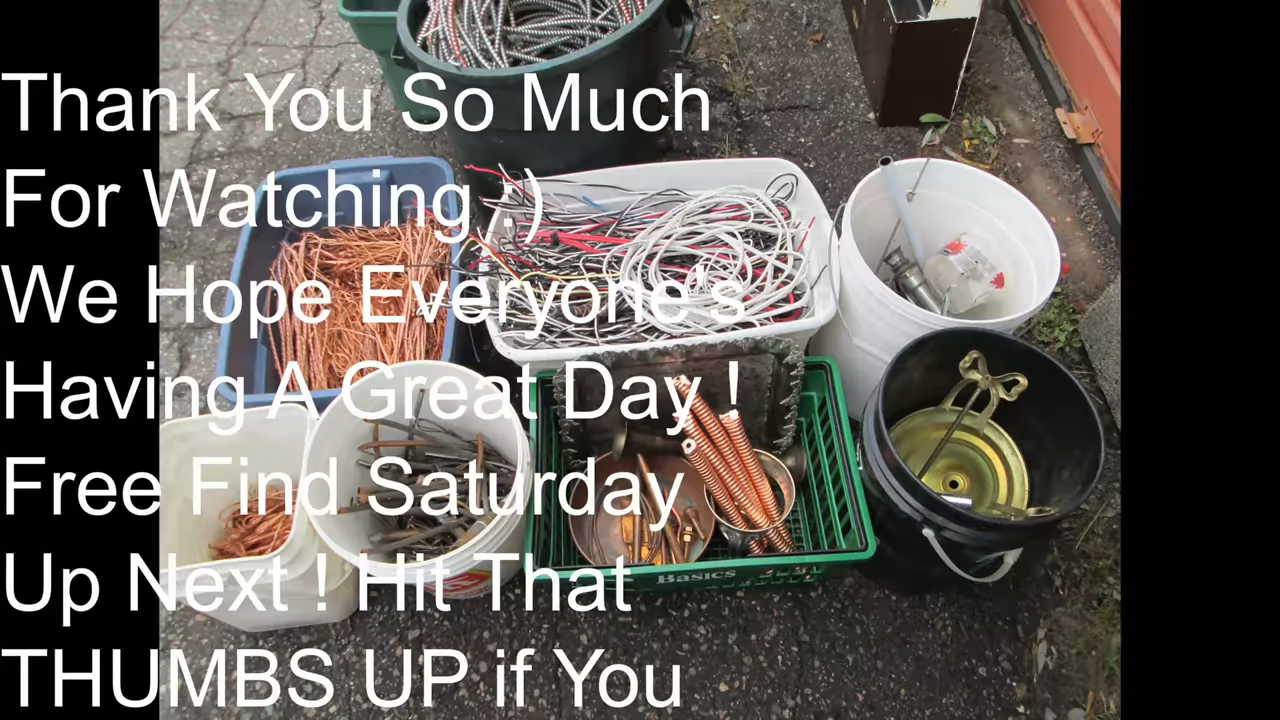 Thank You So Much
For Watching :)
We Hope Everyone's
Having A Great Day !
Free Find Saturday
Up Next ! Hit That
THUMBS UP if You
Basics